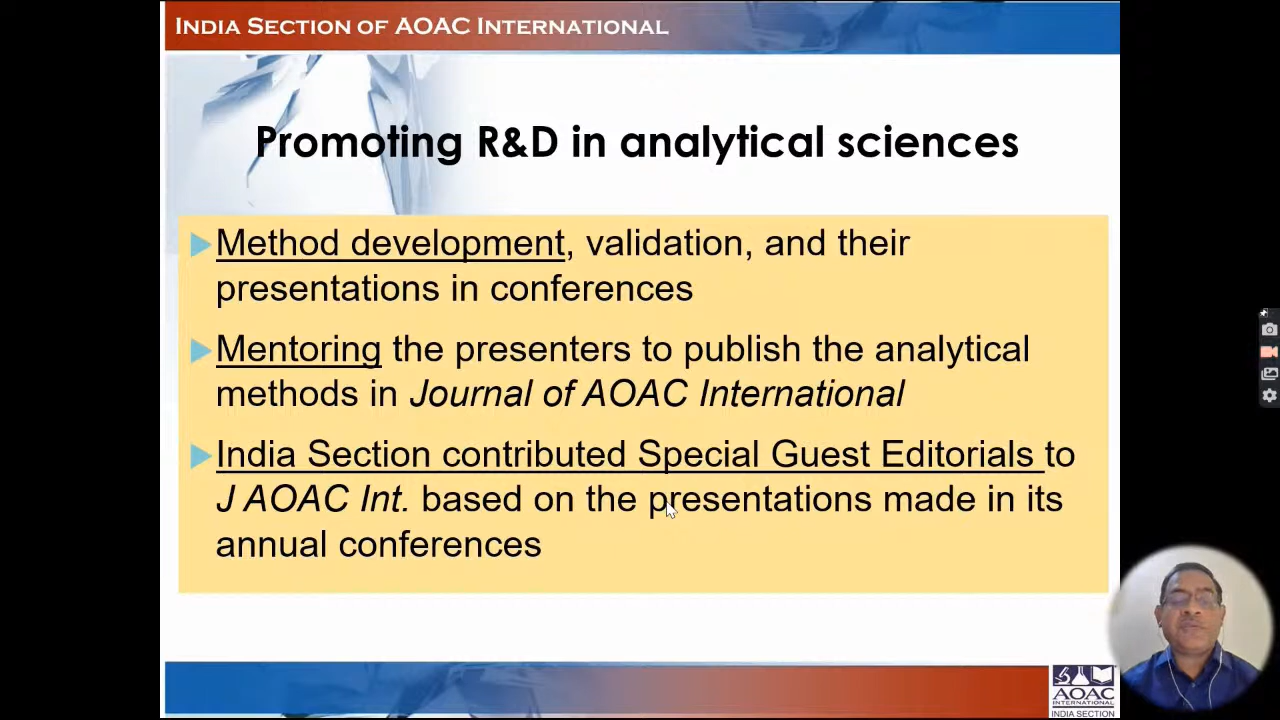 INDIA SECTION OF AOAC INTERNATIONAL
Promoting R&D in analytical sciences
Method development, validation, and their
presentations in conferences
Mentoring the presenters to publish the analytical
methods in Journal of AOAC International
India Section contributed Special Guest Editorials to
J AOAC Int. based on the presentations made in its
annual conferences
AOAC
INTERNATIONAL
INDIA SECTION